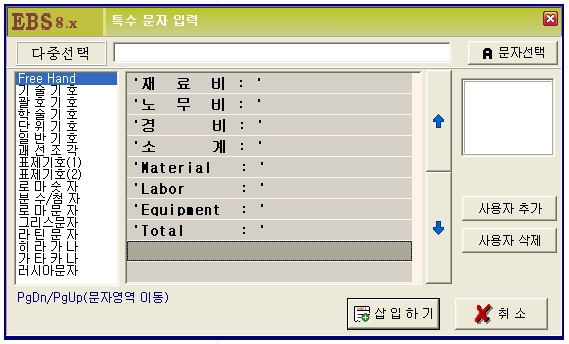 EBS 8.x 특수 문자 입력
다중선택
A 문자선택
Free Hand
기 술 기 호
괄 호 기 호
학 술 기 호
단 위 기 호
일 반 기 호
괘 선 조 각
표제기호(1)
표제기호(2)
로 마 숫 자
분 수/첨 자
로 마 문 자
그리스문자
라 틴 문 자
히 라 가 나
가 타 카 나
러시아문자
'재 료 비 : '
'노 무 비 : '
'경 비 : '
'소 계 : '
'Material : '
'Labor : '
'Equipment : '
'Total : '
사용자 추가
사용자 삭제
PgDn/PgUp(문자영역 이동)
삽 입 하 기
취 소